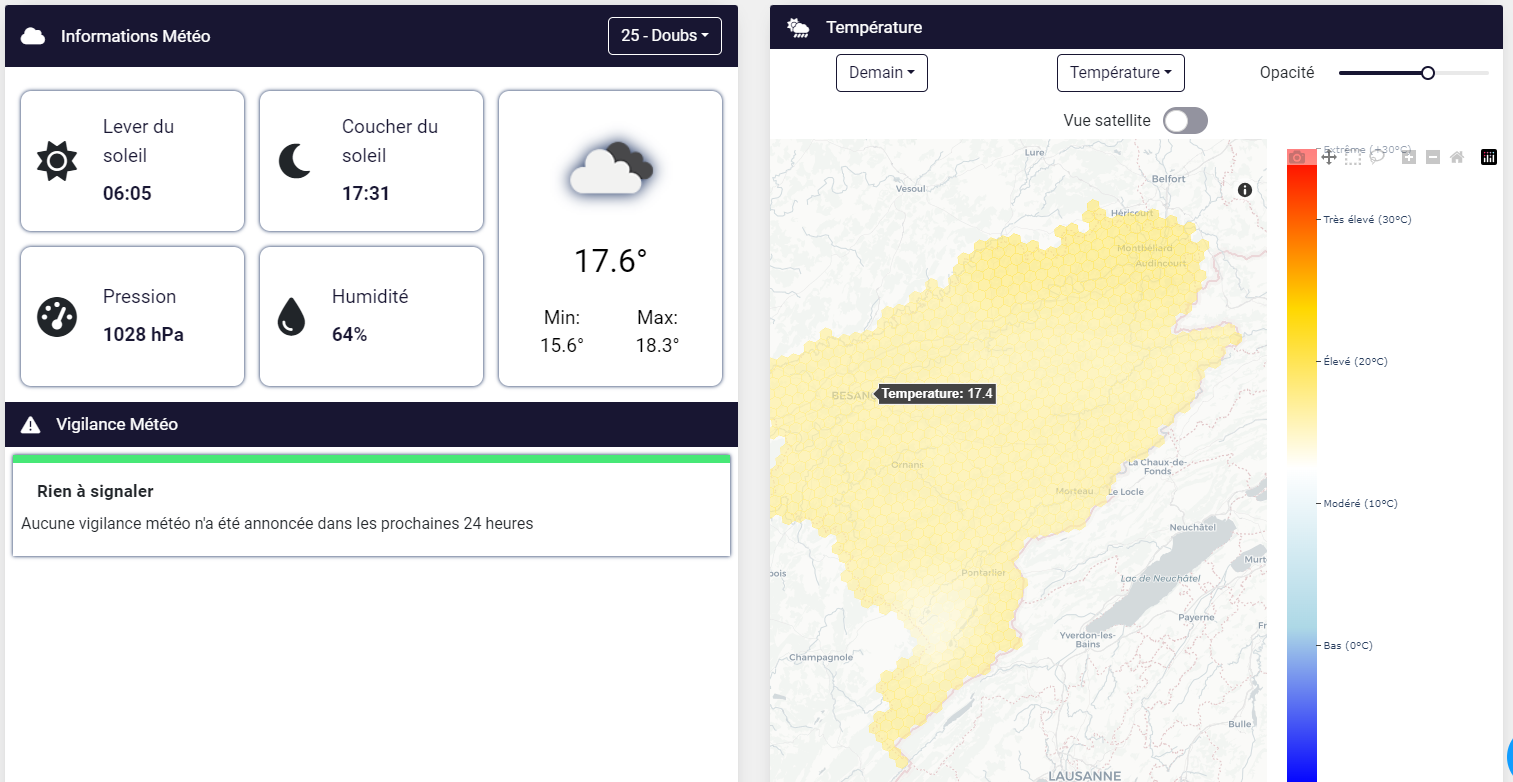 Informations Météo
25 - Doubs
Lever du
soleil
06:05
Coucher du
soleil
17:31
17.6°
Min:
15.6°
Max:
18.3°
Pression
1028 hPa
Humidité
64%
Vigilance Météo
Rien à signaler
Aucune vigilance météo n'a été annoncée dans les prochaines 24 heures
Température
Demain
Température
Opacité
Vue satellite
Lure
Vesoul
Belfort
Héricourt
Montbéliard
Audincourt
BESANÇ
Temperature: 17.4
Ornans
La Chaux-de-
Fonds
Morteau
Le Locle
Neuchâtel
Murt
Pontarlier
Lac de Neuchâtel
Payerne
Fr
Yverdon-les-
Bains
Champagnole
Bulle
LAUSANNE
Extrême (+30°C)
Très élevé (30°C)
Élevé (20°C)
Modéré (10°C)
Bas (0°C)